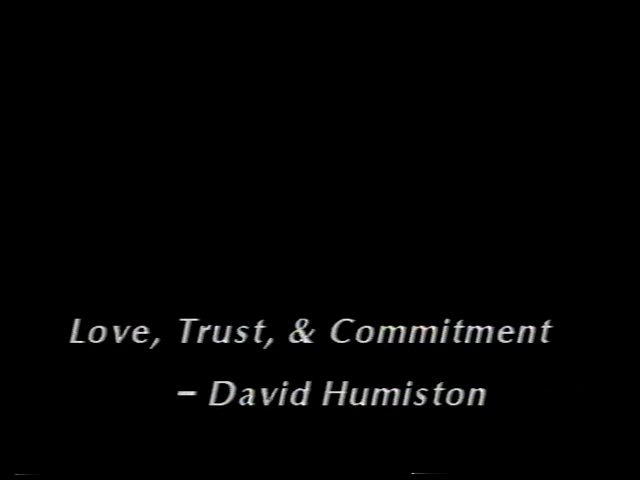 Love, Trust, & Commitment
– David Humiston